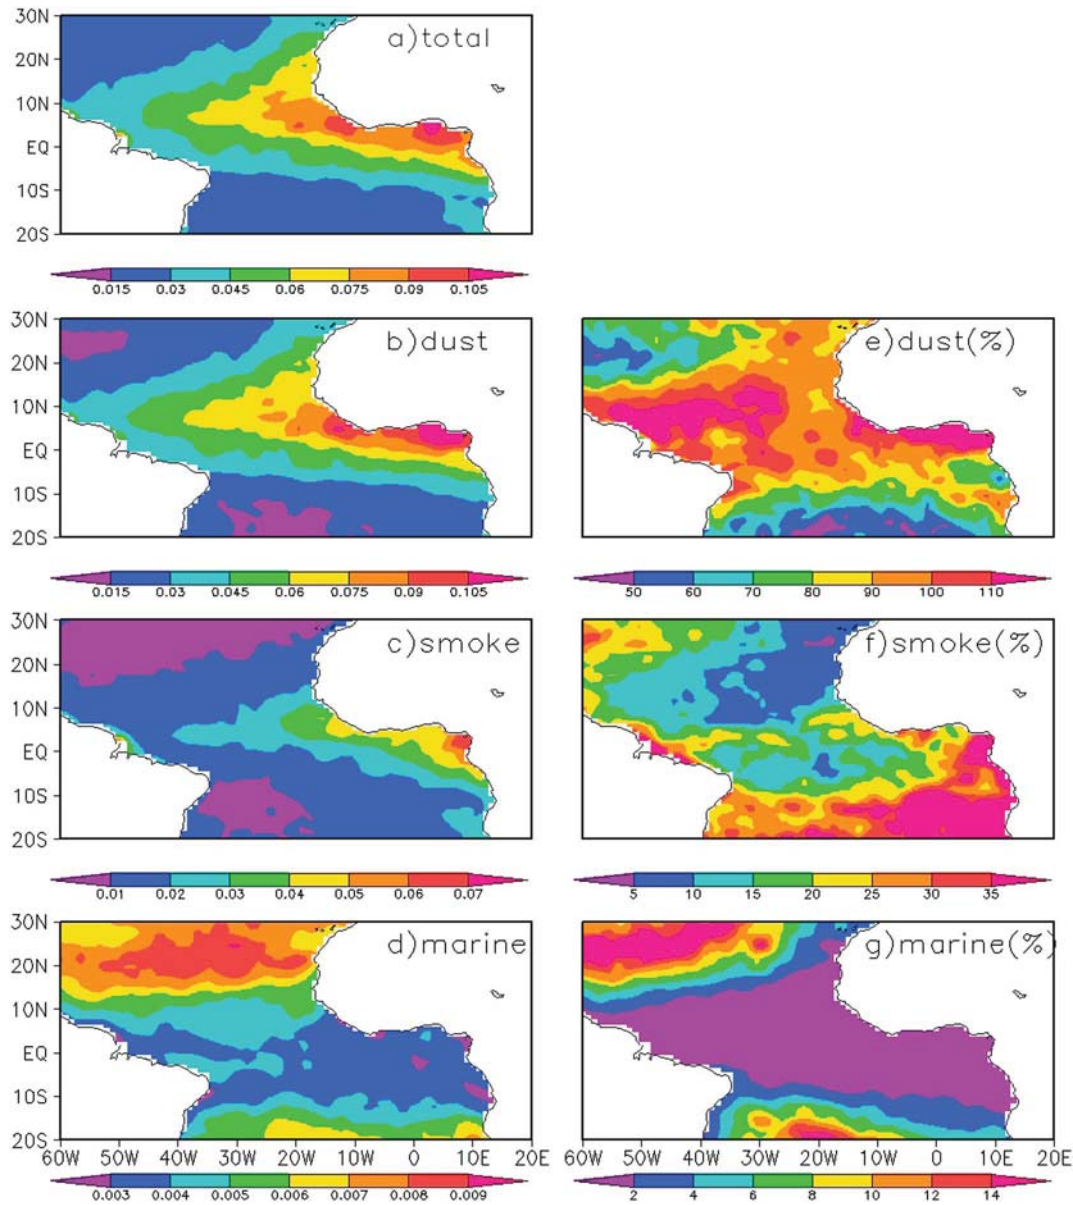 30N
a)total
20N
10N
EQ
10S
20S
0.015 0.03 0.045 0.06 0.075 0.09 0.105
30N
b)dust
20N
10N
EQ
10S
20S
0.015 0.03 0.045 0.06 0.075 0.09 0.105
e)dust(%)
50 60 70 80 90 100 110
30N
c)smoke
20N
10N
EQ
10S
20S
0.01 0.02 0.03 0.04 0.05 0.06 0.07
f)smoke(%)
5 10 15 20 25 30 35
30N
d)marine
20N
10N
EQ
10S
20S
60W 50W 40W 30W 20W 10W 0 10E 20E
0.003 0.004 0.005 0.006 0.007 0.008 0.009
g)marine(%)
60W 50W 40W 30W 20W 10W 0 10E 20E
2 4 6 8 10 12 14